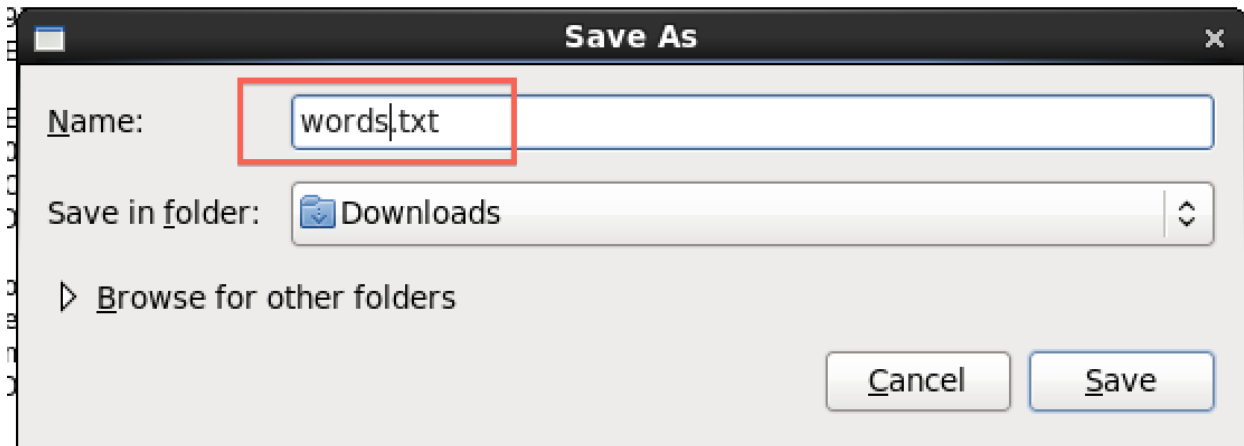 Save As
Name: words.txt
Save in folder: Downloads
Browse for other folders
Cancel Save